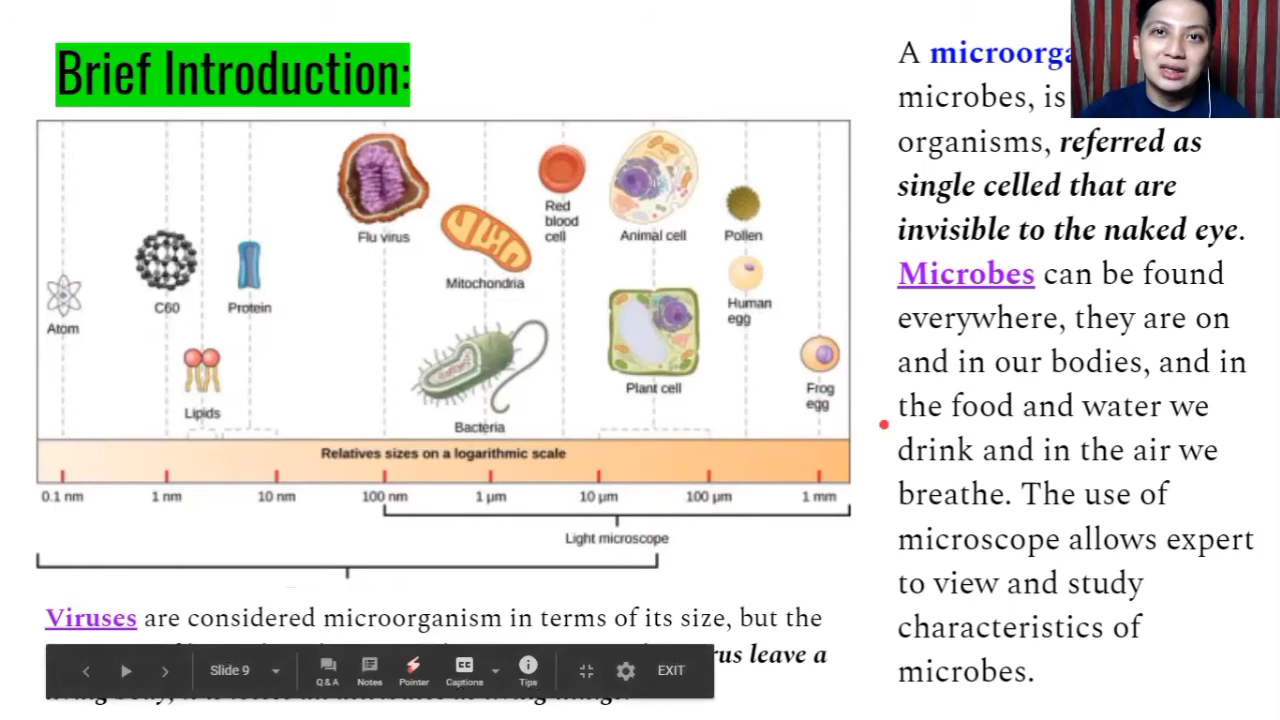 Brief Introduction:
Flu virus
Mitochondria
Red
blood
cell
Animal cell
Pollen
Human
egg
Plant cell
Frog
egg
Atom
C60
Protein
Lipids
Bacteria
Relatives sizes on a logarithmic scale
0.1 nm 1 nm 10 nm 100 nm 1 µm 10 µm 100 µm 1 mm
Light microscope
Viruses are considered microorganism in terms of its size, but the
leave a
A
microbes, is
organisms, referred as
single celled that are
invisible to the naked eye.
Microbes can be found
everywhere, they are on
and in our bodies, and in
the food and water we
drink and in the air we
breathe. The use of
microscope allows expert
to view and study
characteristics of
microbes.
Slide 9
Q&A Notes Pointer Captions Tips EXIT
CC